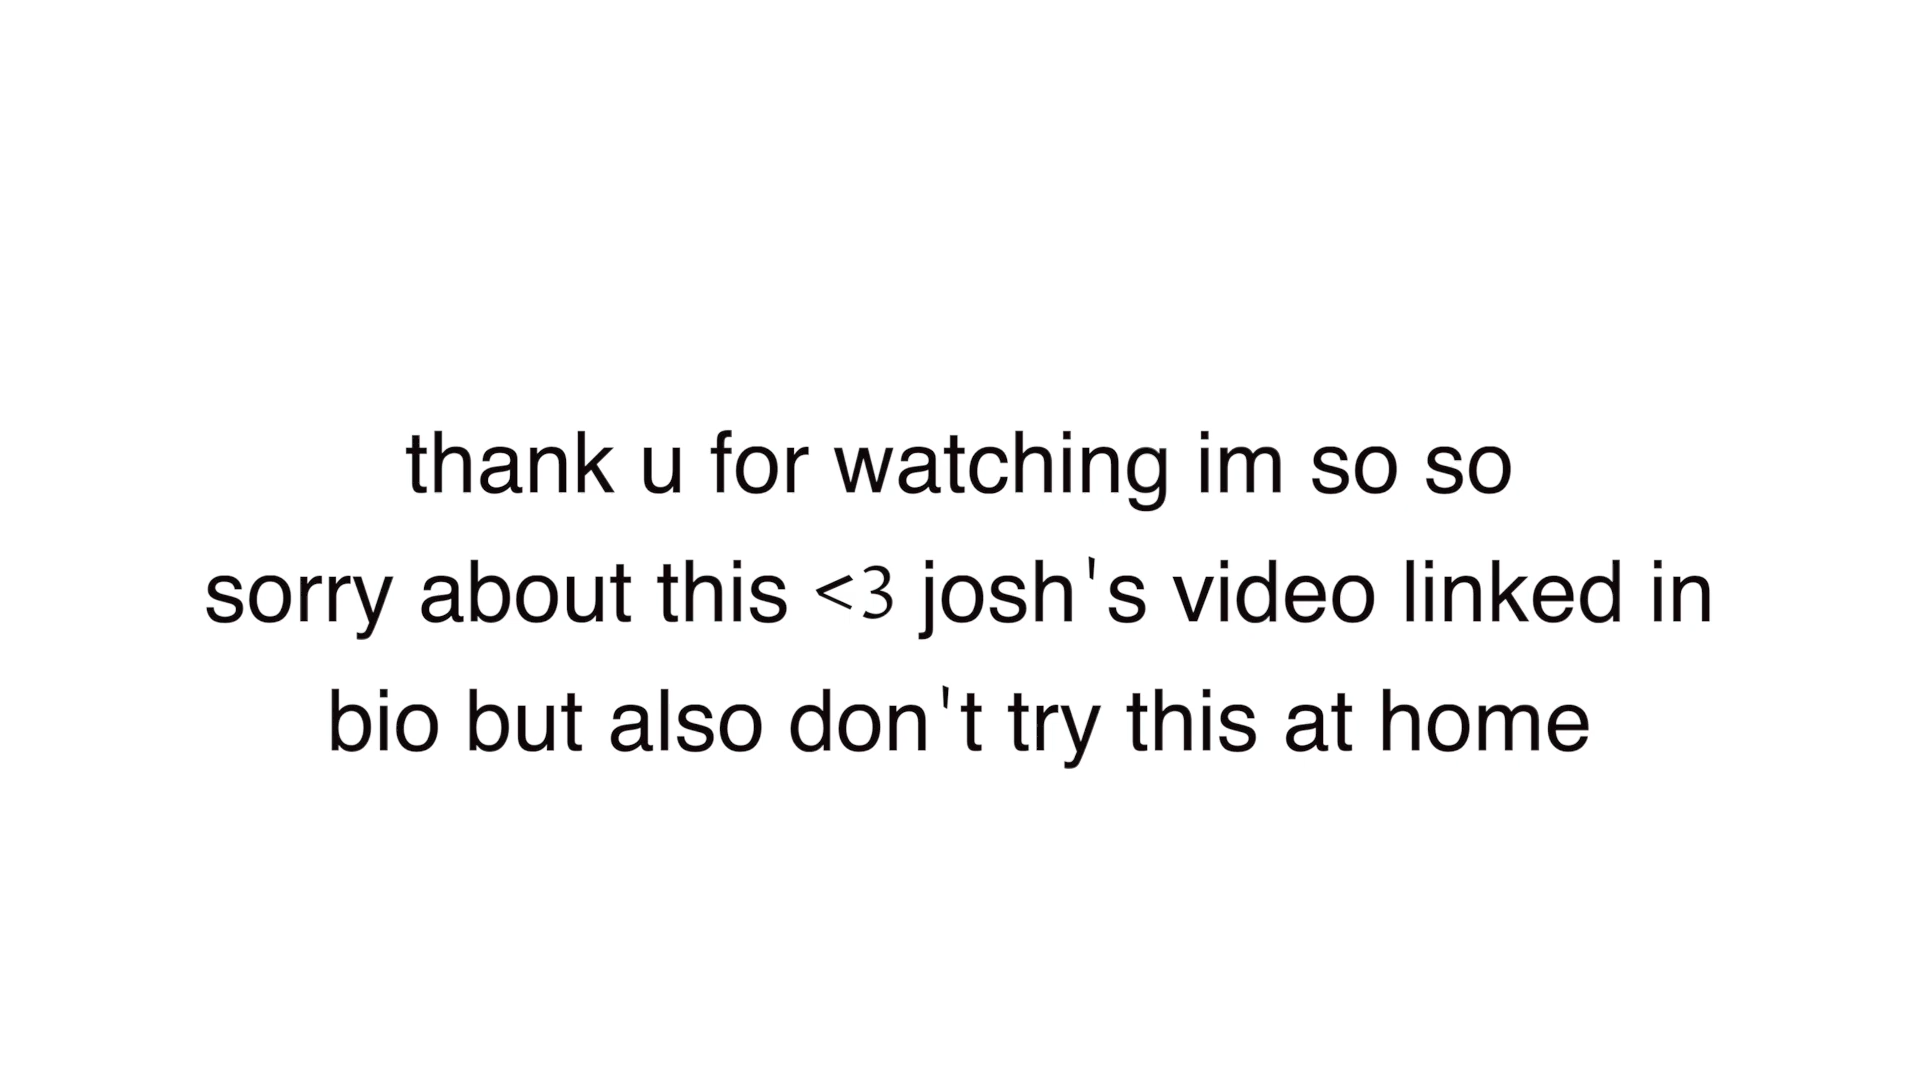 thank u for watching im so so
sorry about this <3 josh's video linked in
bio but also don't try this at home